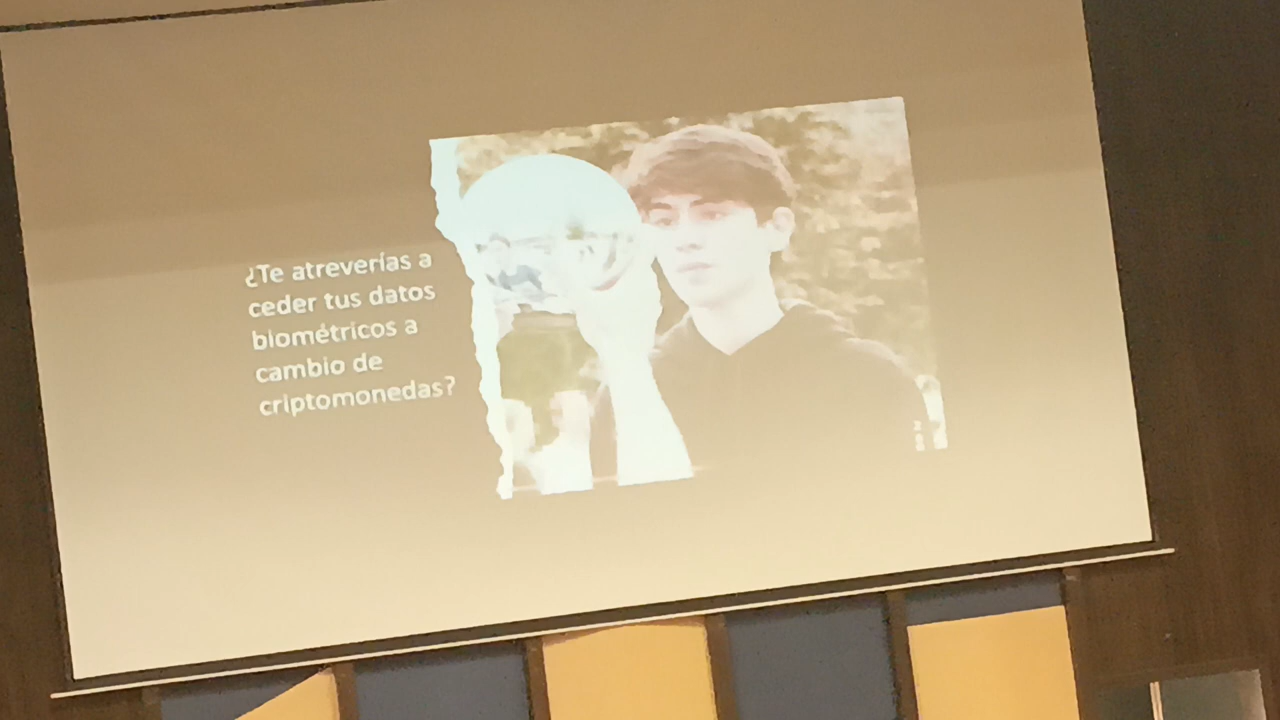 ¿Te atreverías a
ceder tus datos
biométricos a
cambio de
criptomonedas?